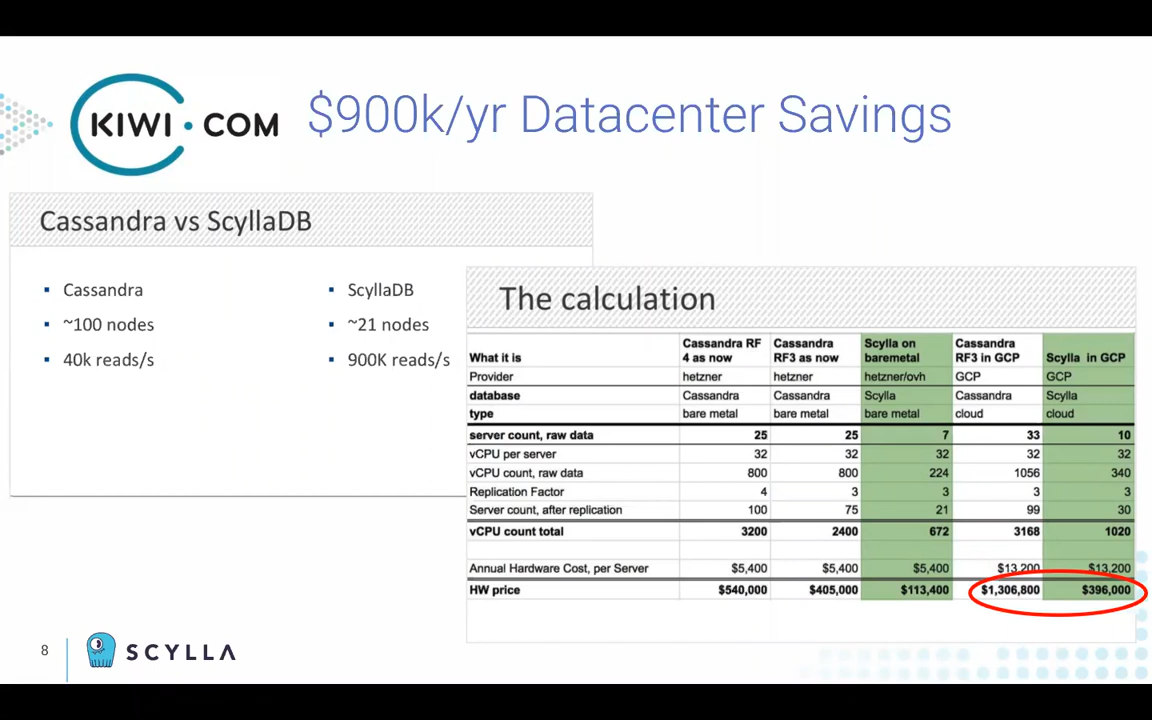 KIWI.COM
$900k/yr Datacenter Savings
Cassandra vs ScyllaDB
▪ Cassandra
▪ ~100 nodes
▪ 40k reads/s
▪ ScyllaDB
▪ ~21 nodes
▪ 900K reads/s
The calculation
What it is Cassandra RF 4 as now Cassandra RF3 as now Scylla on baremetal Cassandra RF3 in GCP Scylla in GCP
Provider hetzner hetzner hetzner/ovh GCP GCP
database Cassandra Cassandra Scylla Cassandra Scylla
type bare metal bare metal bare metal cloud cloud
server count, raw data 25 25 7 33 10
vCPU per server 32 32 32 32 32
vCPU count, raw data 800 800 224 1056 340
Replication Factor 4 3 3 3 3
Server count, after replication 100 75 21 99 30
vCPU count total 3200 2400 672 3168 1020
Annual Hardware Cost, per Server $5,400 $5,400 $5,400 $13,200 $13,200
HW price $540,000 $405,000 $113,400 $1,306,800 $396,000
8
SCYLLA